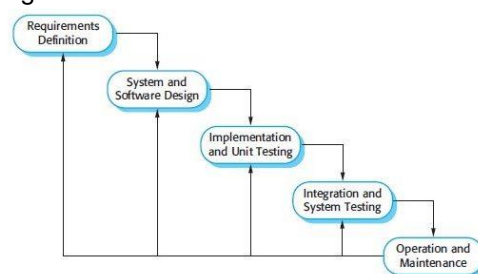 Requirements
Definition
System and
Software Design
Implementation
and Unit Testing
Integration and
System Testing
Operation and
Maintenance